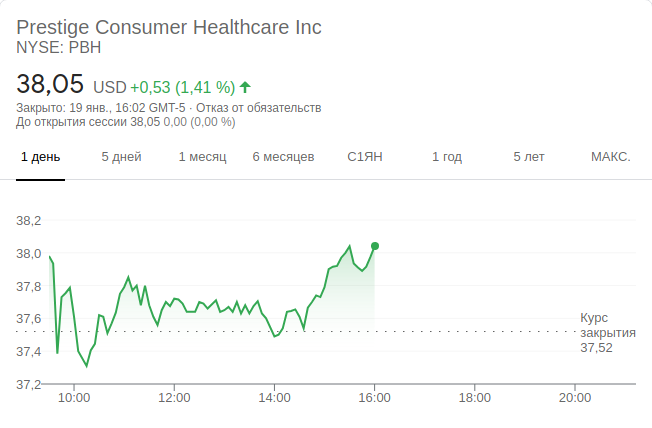 Prestige Consumer Healthcare Inc
NYSE: PBH
38,05 USD +0,53 (1,41 %)
Закрыто: 19 янв., 16:02 GMT-5 · Отказ от обязательств
До открытия сессии 38,05 0,00 (0,00 %)
1 день 5 дней 1 месяц 6 месяцев С1ЯН 1 год 5 лет МАКС.
38,2
38,0
37,8
37,6
Курс
закрытия
37,52
37,4
37,2
10:00 12:00 14:00 16:00 18:00 20:00